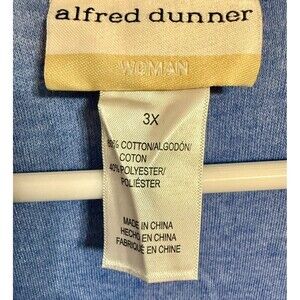 alfred dunner
WOMAN
3X
60% COTTON/ALGODÓN/
COTON
40% POLYESTER/
POLIÉSTER
MADE IN CHINA
HECHO EN CHINA
FABRIQUÉ EN CHINE